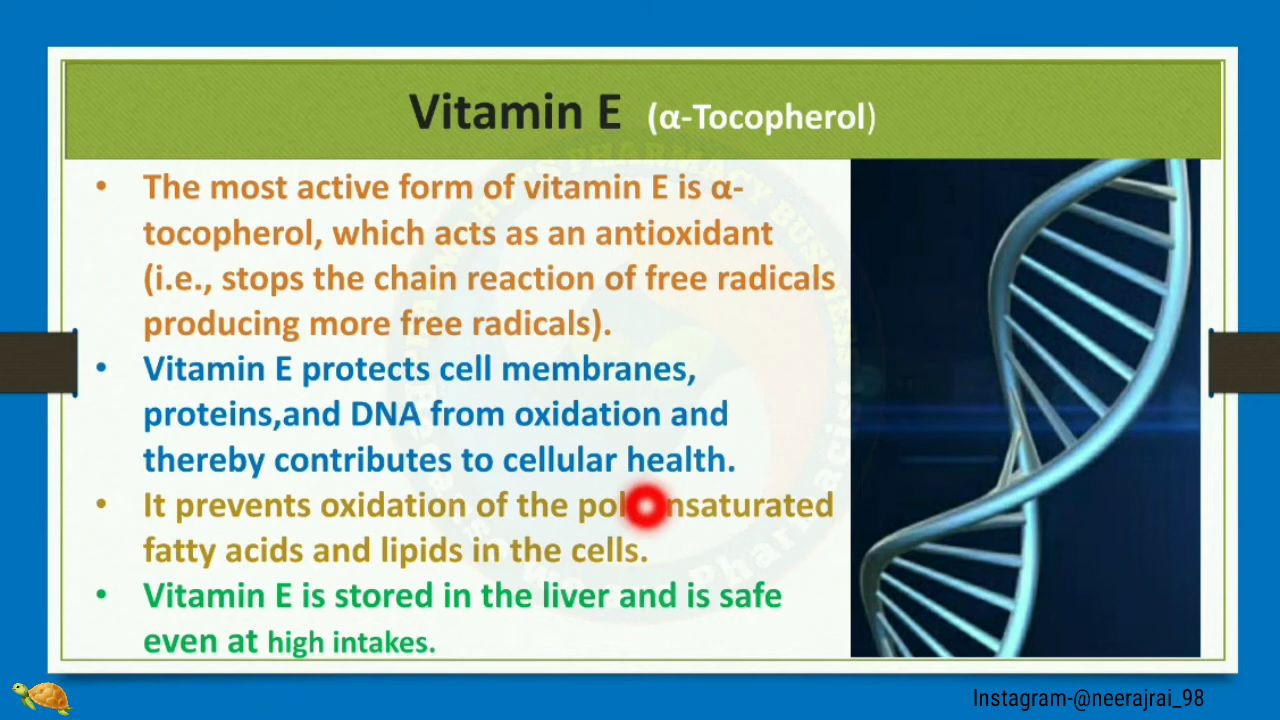 Vitamin E (α-Tocopherol)
• The most active form of vitamin E is α-
tocopherol, which acts as an antioxidant
(i.e., stops the chain reaction of free radicals
producing more free radicals).
• Vitamin E protects cell membranes,
proteins,and DNA from oxidation and
thereby contributes to cellular health.
• It prevents oxidation of the
fatty acids and lipids in the cells.
• Vitamin E is stored in the liver and is safe
even at high intakes.
Instagram-@neerajrai_98